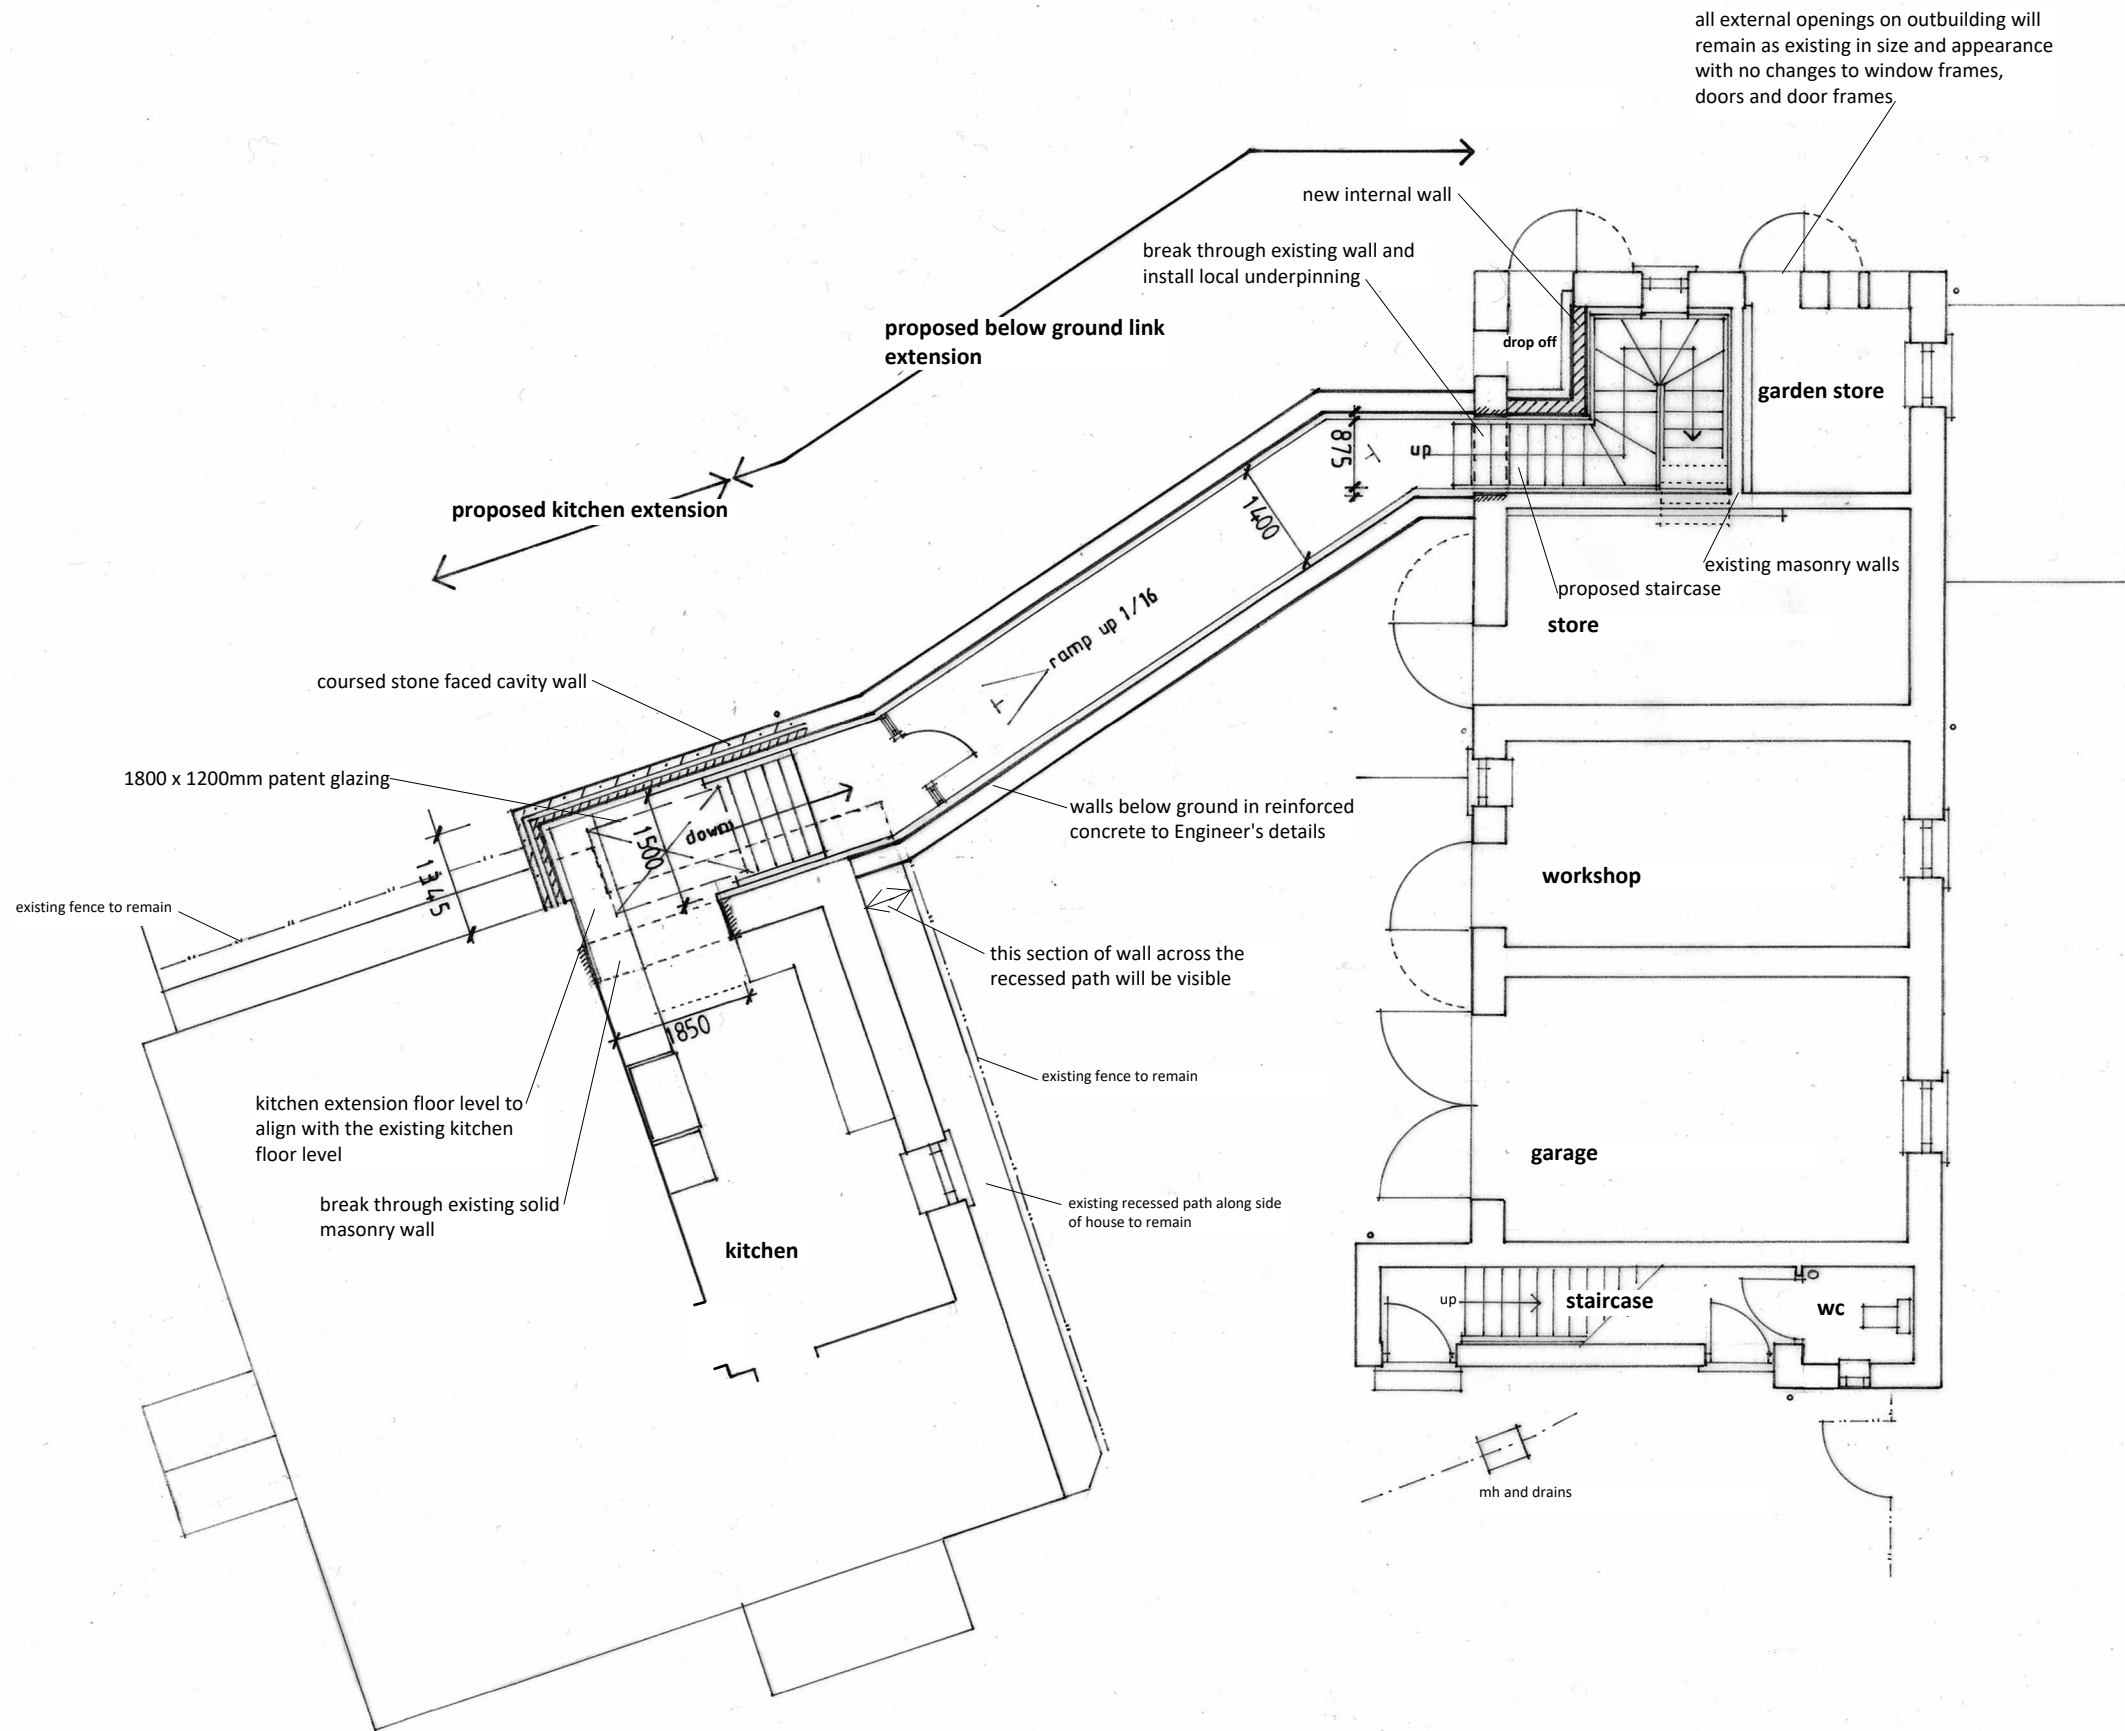 all external openings on outbuilding will
remain as existing in size and appearance
with no changes to window frames,
doors and door frames
new internal wall
break through existing wall and
install local underpinning
proposed below ground link
extension
drop off
garden store
875
up
proposed kitchen extension
1400
existing masonry walls
proposed staircase
store
ramp up 1/16
coursed stone faced cavity wall
1800 x 1200mm patent glazing
walls below ground in reinforced
concrete to Engineer's details
down
1500
workshop
existing fence to remain
this section of wall across the
recessed path will be visible
1850
existing fence to remain
kitchen extension floor level to
align with the existing kitchen
floor level
garage
break through existing solid
masonry wall
existing recessed path along side
of house to remain
kitchen
up
staircase
wc
mh and drains